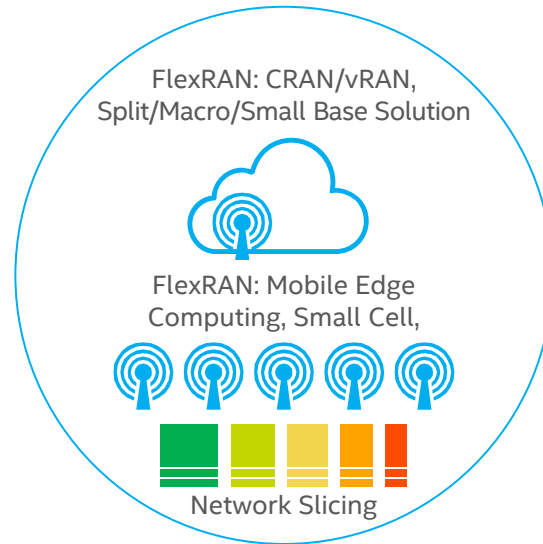 FlexRAN: CRAN/vRAN,
Split/Macro/Small Base Solution
FlexRAN: Mobile Edge
Computing, Small Cell,
Network Slicing